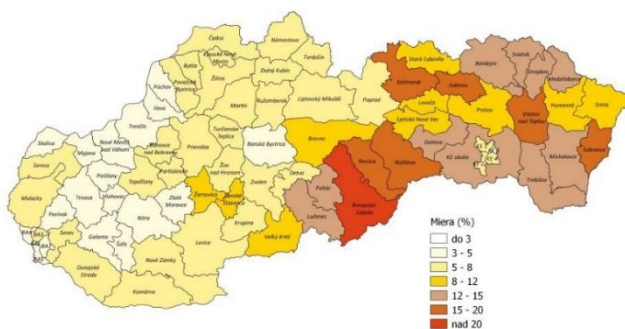 Čadca
Námestovo
Kysucké Nové
Mesto
Tvrdošín
Bytča
Považská
Bystrica
Žilina
Dolný Kubín
Púchov
Ilava
Martin
Ružomberok
Liptovský Mikuláš
Poprad
Kežmarok
Stará Ľubovňa
Sabinov
Bardejov
Svidník
Stropkov
Medzilaborce
Levoča
Prešov
Vranov
nad Topľou
Humenné
Snina
Spišská Nová Ves
Gelnica
KE okolie
Michalovce
Sobrance
Trebišov
Trenčín
Turčianske
Teplice
Prievidza
Banská Bystrica
Brezno
Revúca
Rožňava
Skalica
Myjava
Nové Mesto
nad Váhom
Bánovce
nad Bebravou
Partizánske
Žiar
nad Hronom
Senica
Piešťany
Topoľčany
Žarnovica
Banská
Štiavnica
Zvolen
Detva
Poltár
Rimavská
Sobota
Malacky
Trnava
Hlohovec
Zlaté
Moravce
Krupina
Lučenec
Pezinok
Nitra
Veľký Krtíš
Senec
Galanta
Šaľa
Levice
Dunajská
Streda
Nové Zámky
Komárno
Miera (%)
do 3
3 - 5
5 - 8
8 - 12
12 - 15
15 - 20
nad 20